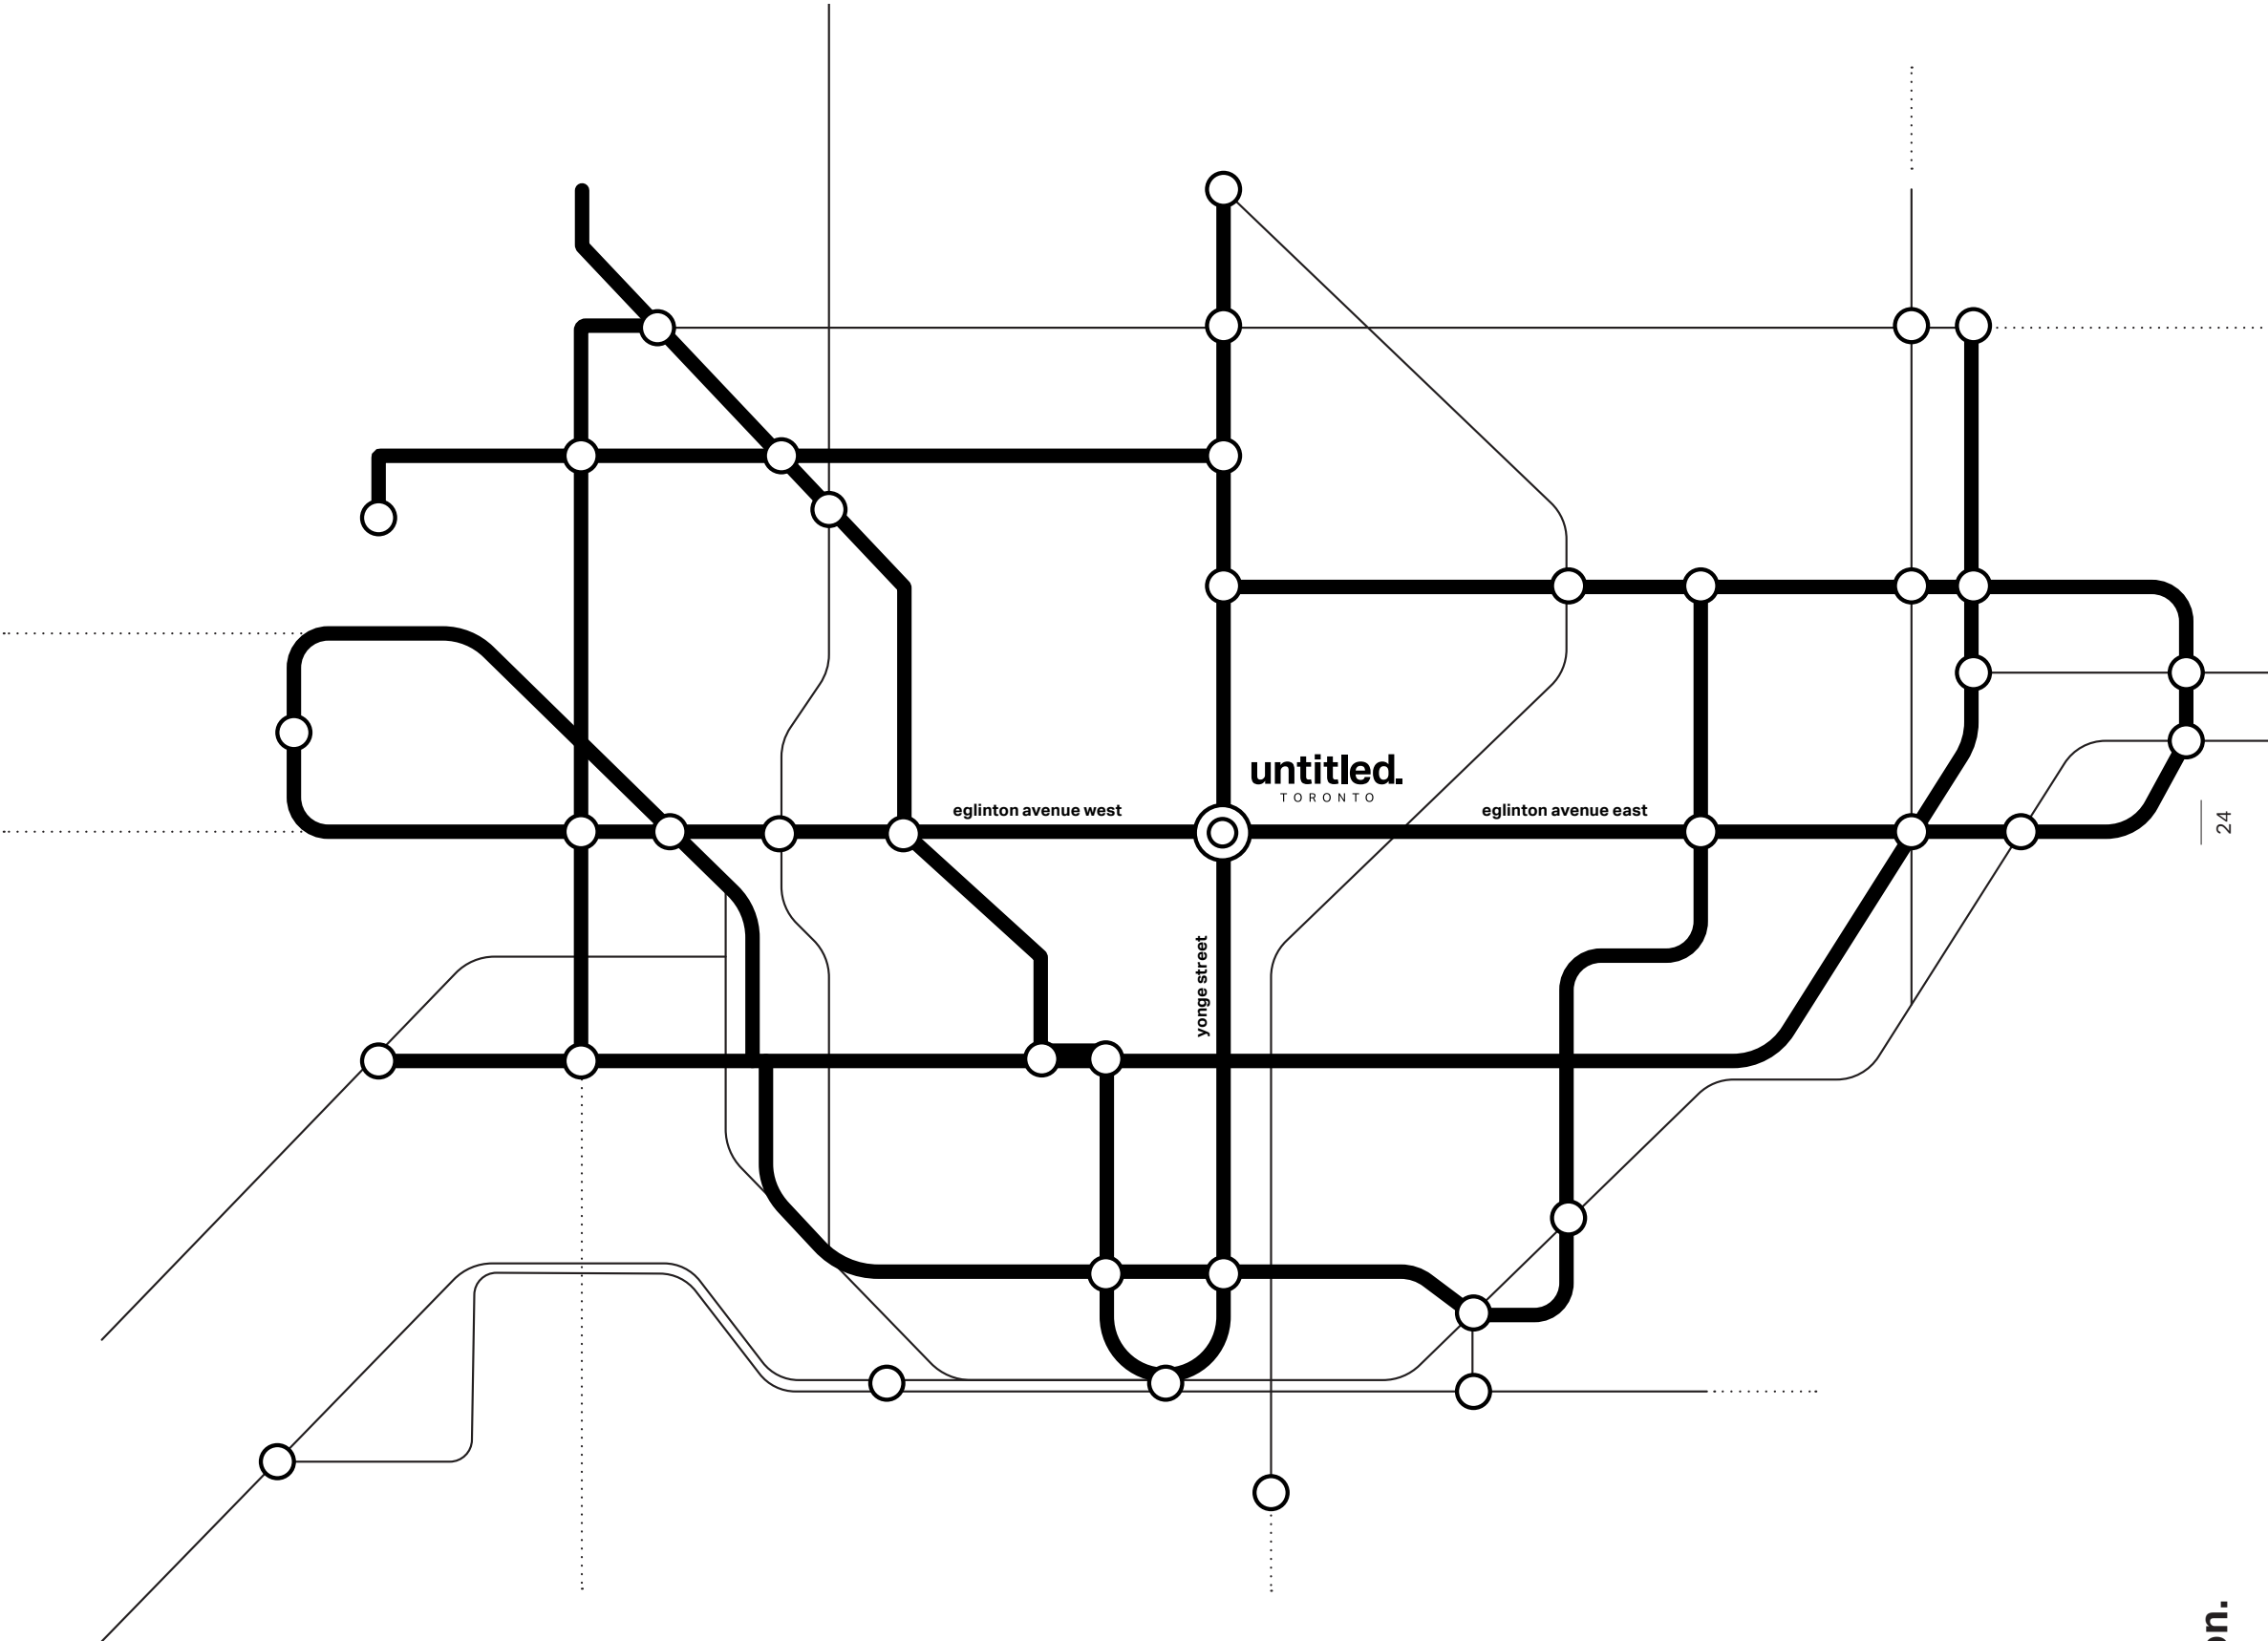 untitled.
TORONTO
eglinton avenue west
eglinton avenue east
yonge street
24